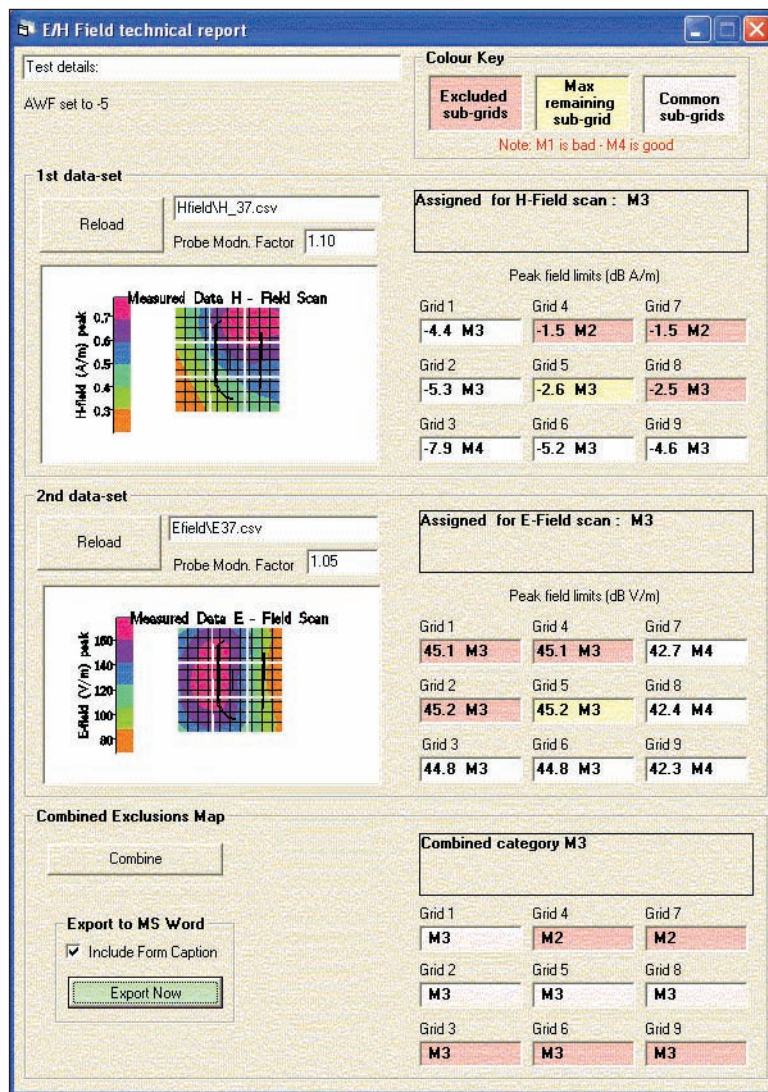 E/H Field technical report
Test details:
AWF set to -5
Colour Key
Excluded sub-grids
Max remaining sub-grid
Common sub-grids
Note: M1 is bad - M4 is good
1st data-set
Reload
Hfield\H_37.csv
Probe Modn. Factor 1.10
Assigned for H-Field scan : M3
Measured Data H - Field Scan
H-field (A/m) peak
0.7
0.6
0.5
0.4
0.3
Peak field limits (dB A/m)
Grid 1 Grid 4 Grid 7
-4.4 M3 -1.5 M2 -1.5 M2
Grid 2 Grid 5 Grid 8
-5.3 M3 -2.6 M3 -2.5 M3
Grid 3 Grid 6 Grid 9
-7.9 M4 -5.2 M3 -4.6 M3
2nd data-set
Reload
Efield\E37.csv
Probe Modn. Factor 1.05
Assigned for E-Field scan : M3
Measured Data E - Field Scan
E-field (V/m) peak
160
140
120
100
80
Peak field limits (dB V/m)
Grid 1 Grid 4 Grid 7
45.1 M3 45.1 M3 42.7 M4
Grid 2 Grid 5 Grid 8
45.2 M3 45.2 M3 42.4 M4
Grid 3 Grid 6 Grid 9
44.8 M3 44.8 M3 42.3 M4
Combined Exclusions Map
Combine
Combined category M3
Export to MS Word
Include Form Caption
Export Now
Grid 1 Grid 4 Grid 7
M3 M2 M2
Grid 2 Grid 5 Grid 8
M3 M3 M3
Grid 3 Grid 6 Grid 9
M3 M3 M3